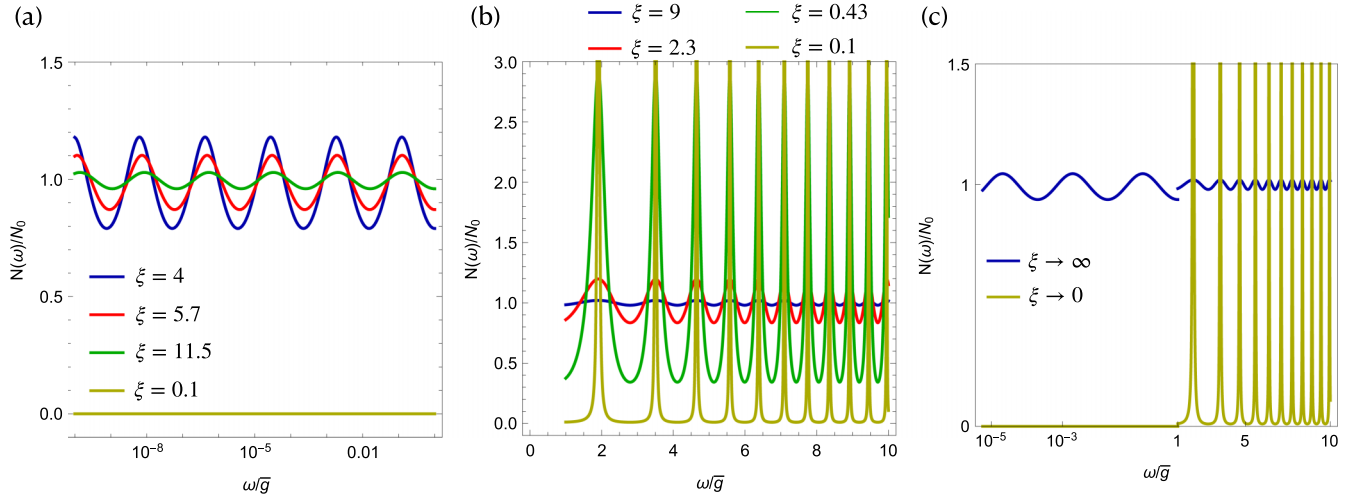 (a)
1.5
1.0
0.5
0.0
N(ω)/N₀
ξ = 4
ξ = 5.7
ξ = 11.5
ξ = 0.1
10⁻⁸
10⁻⁵
0.01
ω/g̅
(b)
ξ = 9
ξ = 0.43
ξ = 2.3
ξ = 0.1
3.0
2.5
2.0
1.5
1.0
0.5
0.0
N(ω)/N₀
0
2
4
6
8
10
ω/g̅
(c)
1.5
1
0
N(ω)/N₀
ξ → ∞
ξ → 0
10⁻⁵
10⁻³
1
5
10
ω/g̅